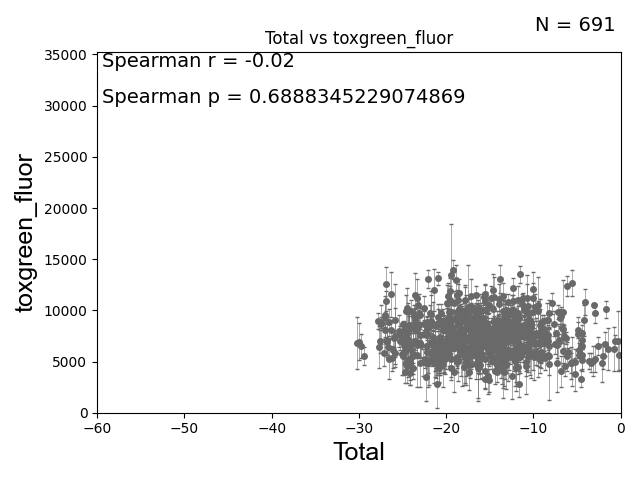 N = 691
Total vs toxgreen_fluor
Spearman r = -0.02
Spearman p = 0.6888345229074869
toxgreen_fluor
35000
30000
25000
20000
15000
10000
5000
0
−60
−50
−40
−30
−20
−10
0
Total